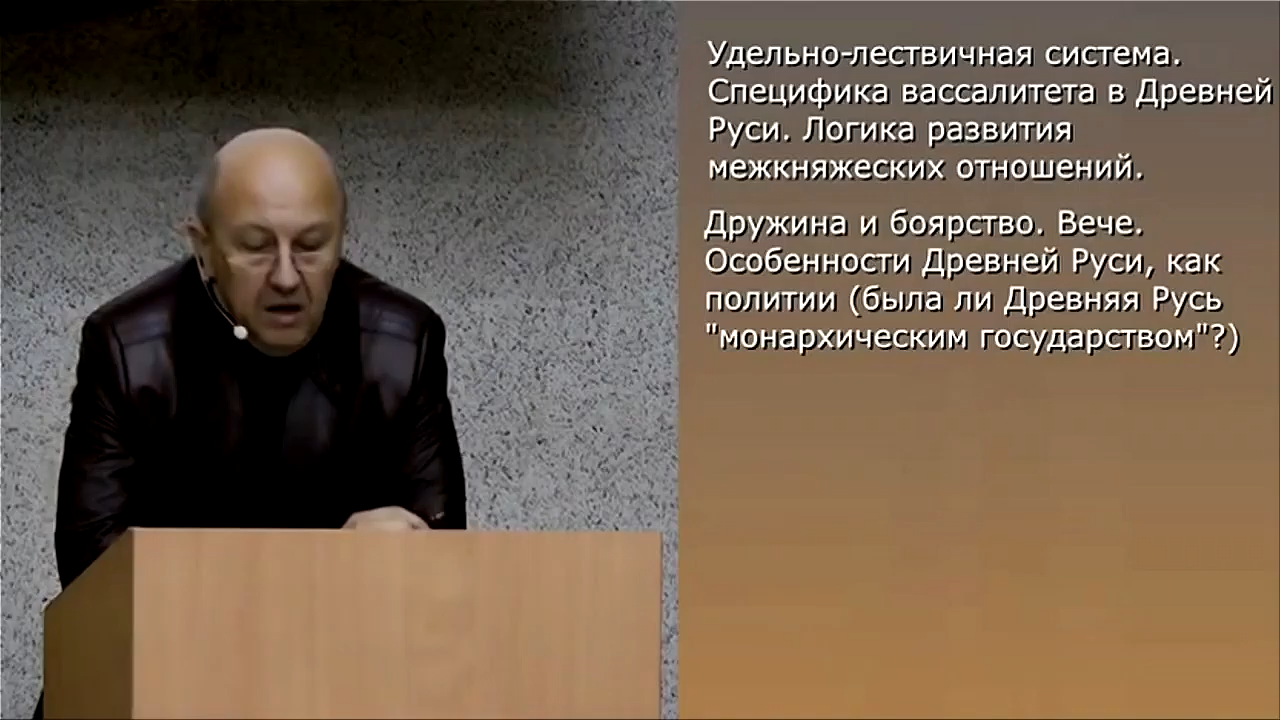 Удельно-лествичная система.
Специфика вассалитета в Древней
Руси. Логика развития
межкняжеских отношений.
Дружина и боярство. Вече.
Особенности Древней Руси, как
политии (была ли Древняя Русь
"монархическим государством"?)